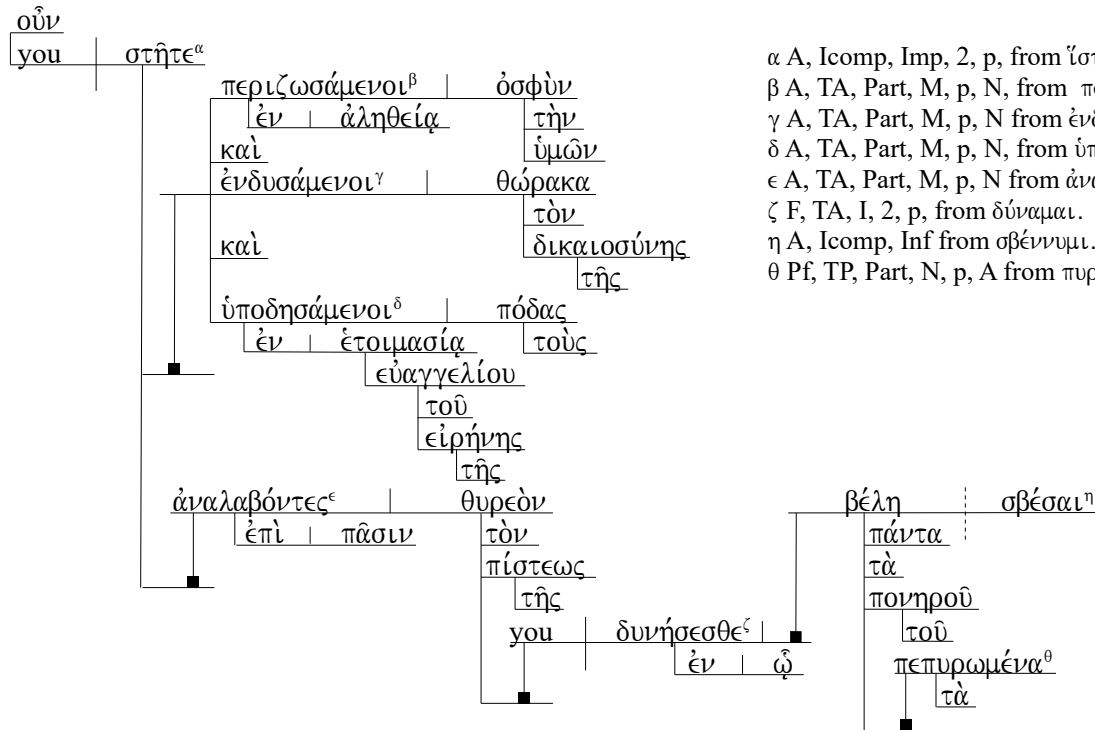 οὖν
you στῆτε^α
περιζωσάμενοι^β ὀσφὺν
ἐν ἀληθείᾳ τὴν
καὶ ὑμῶν
ἐνδυσάμενοι^γ θώρακα
τὸν
καὶ δικαιοσύνης
τῆς
ὑποδησάμενοι^δ πόδας
ἐν ἑτοιμασίᾳ τοὺς
εὐαγγελίου
τοῦ
εἰρήνης
τῆς
ἀναλαβόντες^ϵ θυρεὸν βέλη σβέσαι^η
ἐπὶ πᾶσιν τὸν πάντα
πίστεως τὰ
τῆς πονηροῦ
you δυνήσεσθε^ζ τοῦ
ἐν ᾧ πεπυρωμένα^θ
τὰ
α A, Icomp, Imp, 2, p, from
β A, TA, Part, M, p, N, from
γ A, TA, Part, M, p, N from
δ A, TA, Part, M, p, N, from
ϵ A, TA, Part, M, p, N from
ζ F, TA, I, 2, p, from δύναμαι.
η A, Icomp, Inf from σβέννυμι.
θ Pf, TP, Part, N, p, A from